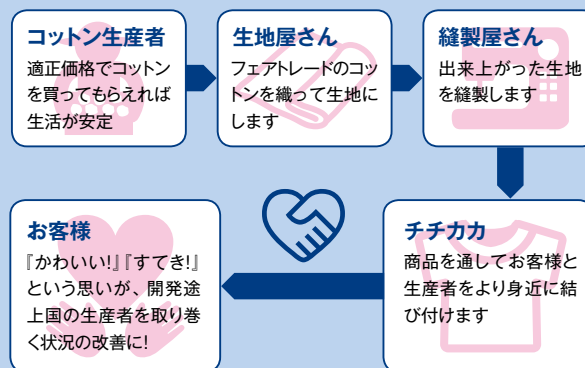 コットン生産者
適正価格でコットン
を買ってもらえれば
生活が安定
生地屋さん
フェアトレードのコッ
トンを織って生地に
します
縫製屋さん
出来上がった生地
を縫製します
チチカカ
商品を通してお客様と
生産者をより身近に結
び付けます
お客様
『かわいい!』『すてき!』
という思いが、開発途
上国の生産者を取り巻
く状況の改善に!